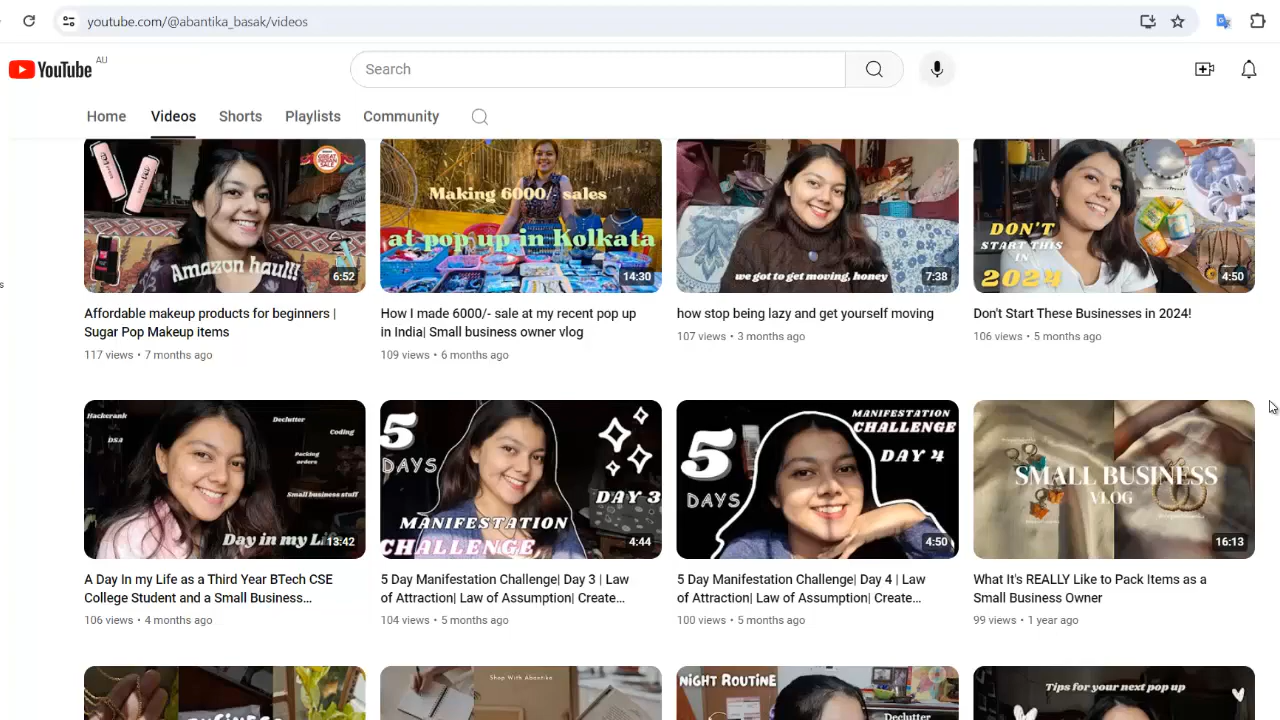 youtube.com/@abantika_basak/videos
YouTube
AU
Search
Home
Videos
Shorts
Playlists
Community
Amazon haul!!!
6:52
Making 6000/- sales
at pop up in Kolkata
14:30
we got to get moving, honey
7:38
DON'T
START THIS
IN
2024
4:50
Affordable makeup products for beginners |
Sugar Pop Makeup items
117 views • 7 months ago
How I made 6000/- sale at my recent pop up
in India| Small business owner vlog
109 views • 6 months ago
how stop being lazy and get yourself moving
107 views • 3 months ago
Don't Start These Businesses in 2024!
106 views • 5 months ago
Hackerank
DSA
Declutter
Coding
Packing
orders
Small business stuff
Day in my L
13:42
5
DAYS
DAY 3
MANIFESTATION
CHALLENGE
4:44
5
DAYS
MANIFESTATION
CHALLENGE
DAY 4
4:50
SMALL BUSINESS
VLOG
16:13
A Day In my Life as a Third Year BTech CSE
College Student and a Small Business...
106 views • 4 months ago
5 Day Manifestation Challenge| Day 3 | Law
of Attraction| Law of Assumption| Create...
104 views • 5 months ago
5 Day Manifestation Challenge| Day 4 | Law
of Attraction| Law of Assumption| Create...
100 views • 5 months ago
What It's REALLY Like to Pack Items as a
Small Business Owner
99 views • 1 year ago
Shop With Abantika
NIGHT ROUTINE
Declutter
Tips for your next pop up